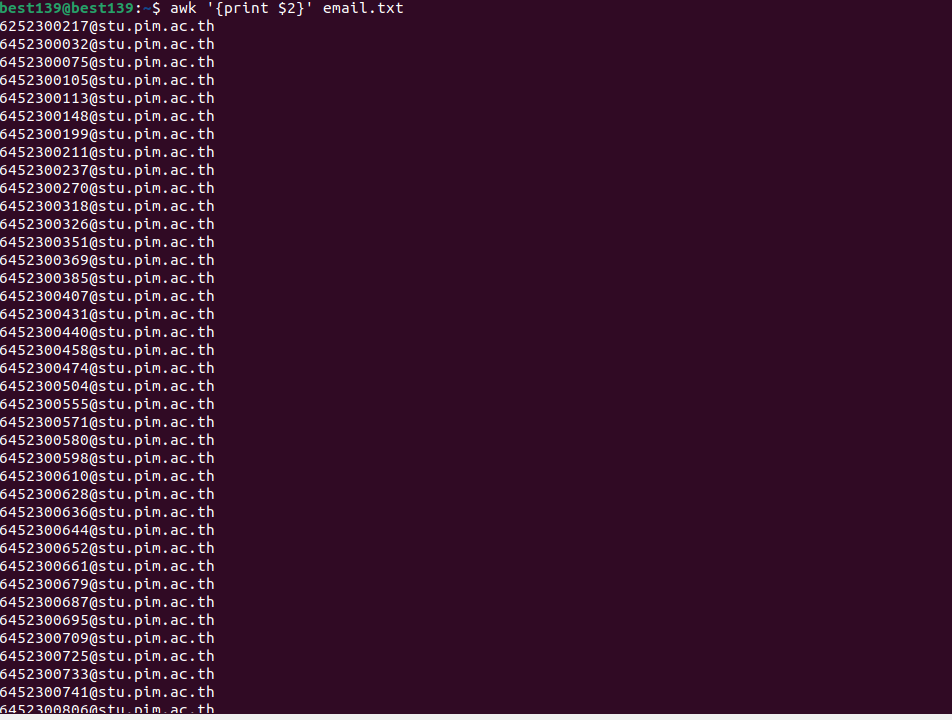 best139@best139:~$ awk '{print $2}' email.txt
6252300217@stu.pim.ac.th
6452300032@stu.pim.ac.th
6452300075@stu.pim.ac.th
6452300105@stu.pim.ac.th
6452300113@stu.pim.ac.th
6452300148@stu.pim.ac.th
6452300199@stu.pim.ac.th
6452300211@stu.pim.ac.th
6452300237@stu.pim.ac.th
6452300270@stu.pim.ac.th
6452300318@stu.pim.ac.th
6452300326@stu.pim.ac.th
6452300351@stu.pim.ac.th
6452300369@stu.pim.ac.th
6452300385@stu.pim.ac.th
6452300407@stu.pim.ac.th
6452300431@stu.pim.ac.th
6452300440@stu.pim.ac.th
6452300458@stu.pim.ac.th
6452300474@stu.pim.ac.th
6452300504@stu.pim.ac.th
6452300555@stu.pim.ac.th
6452300571@stu.pim.ac.th
6452300580@stu.pim.ac.th
6452300598@stu.pim.ac.th
6452300610@stu.pim.ac.th
6452300628@stu.pim.ac.th
6452300636@stu.pim.ac.th
6452300644@stu.pim.ac.th
6452300652@stu.pim.ac.th
6452300661@stu.pim.ac.th
6452300679@stu.pim.ac.th
6452300687@stu.pim.ac.th
6452300695@stu.pim.ac.th
6452300709@stu.pim.ac.th
6452300725@stu.pim.ac.th
6452300733@stu.pim.ac.th
6452300741@stu.pim.ac.th
6452300806@stu.pim.ac.th